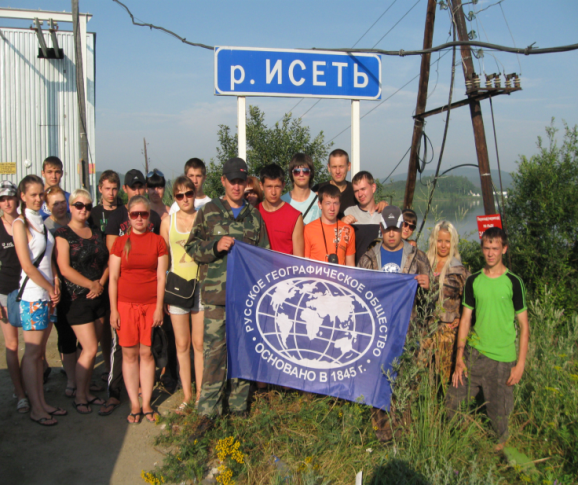 р. ИСЕТЬ
РУССКОЕ ГЕОГРАФИЧЕСКОЕ ОБЩЕСТВО
ОСНОВАНО В 1845 г.